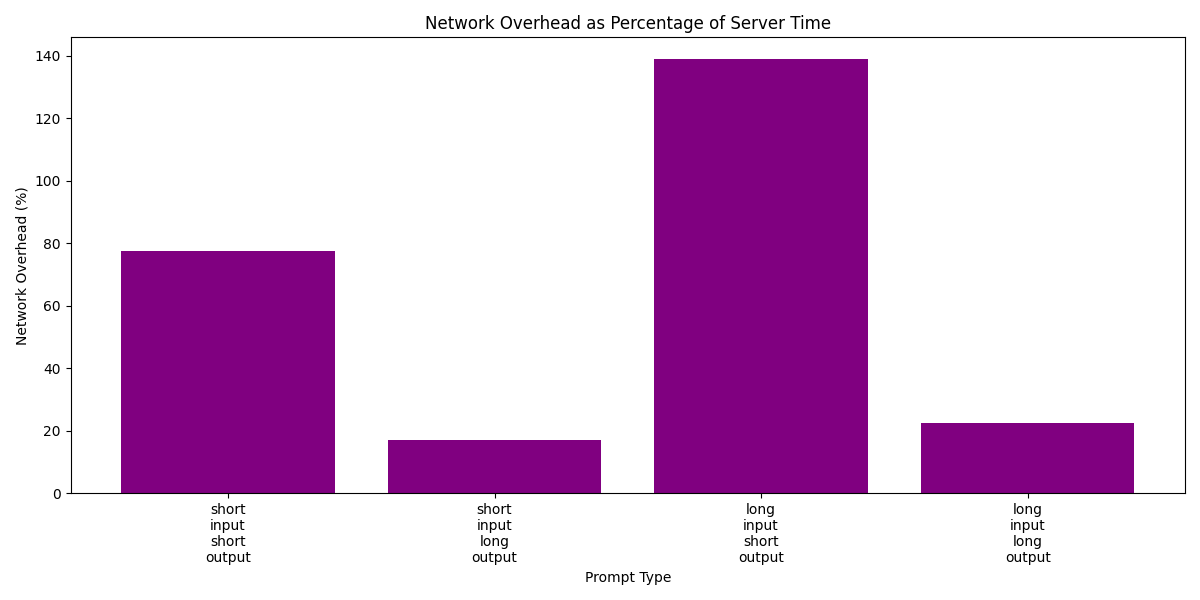 Network Overhead as Percentage of Server Time
Network Overhead (%)
140
120
100
80
60
40
20
0
short
input
short
output
short
input
long
output
long
input
short
output
long
input
long
output
Prompt Type